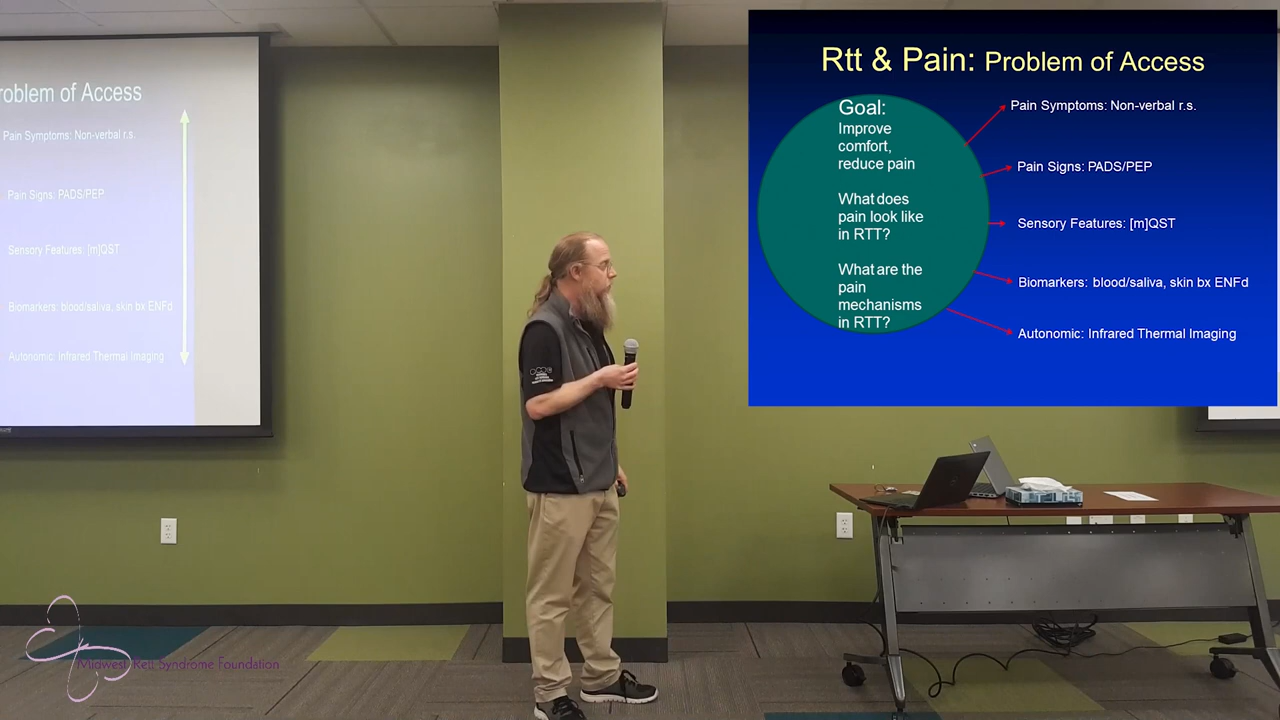 roblem of Access
Pain Symptoms: Non-verbal r.s.
Pain Signs: PADS/PEP
Sensory Features: [m]QST
Biomarkers: blood/saliva, skin bx ENFd
Autonomic: Infrared Thermal Imaging
Rtt & Pain: Problem of Access
Goal:
Improve
comfort,
reduce pain
What does
pain look like
in RTT?
What are the
pain
mechanisms
in RTT?
Pain Symptoms: Non-verbal r.s.
Pain Signs: PADS/PEP
Sensory Features: [m]QST
Biomarkers: blood/saliva, skin bx ENFd
Autonomic: Infrared Thermal Imaging
Midwest Rett Syndrome Foundation